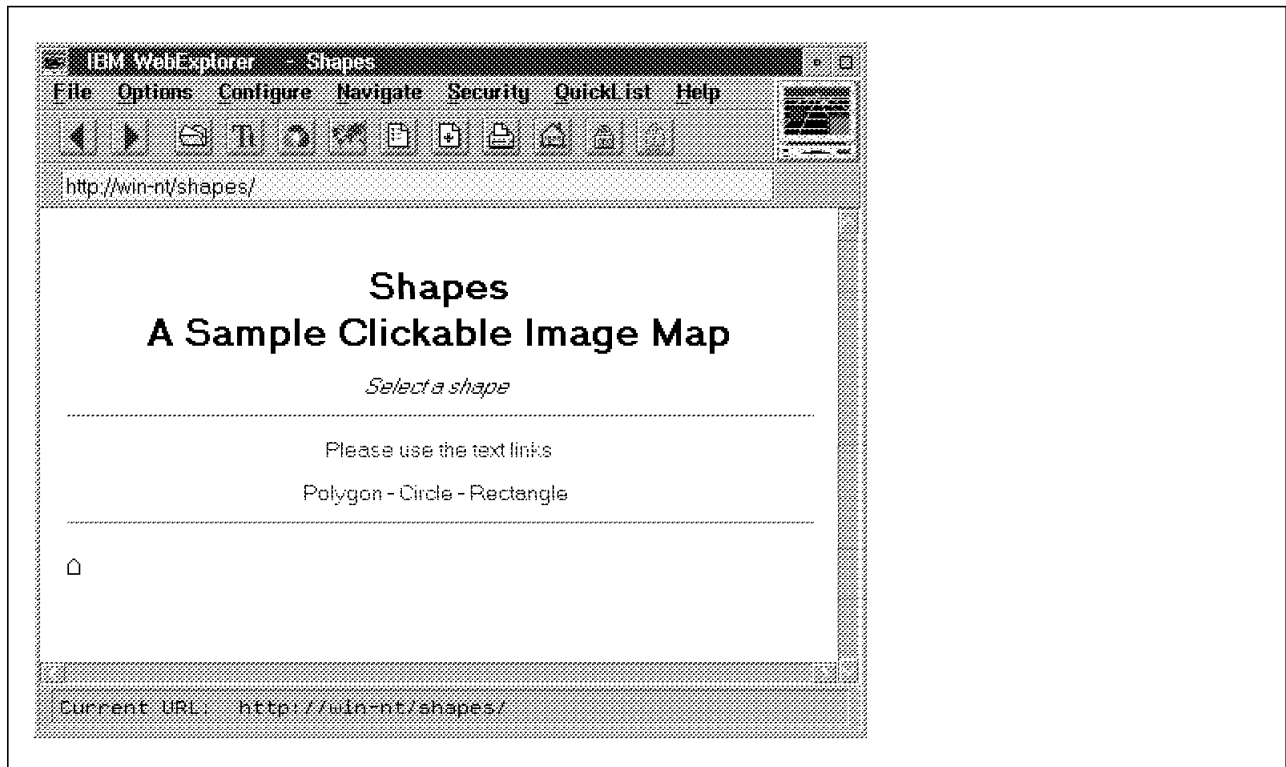 IBM WebExplorer - Shapes
File Options Configure Navigate Security QuickList Help
http://win-nt/shapes/
Shapes
A Sample Clickable Image Map
Select a shape
Please use the text links
Polygon - Circle - Rectangle
Current URL: http://win-nt/shapes/